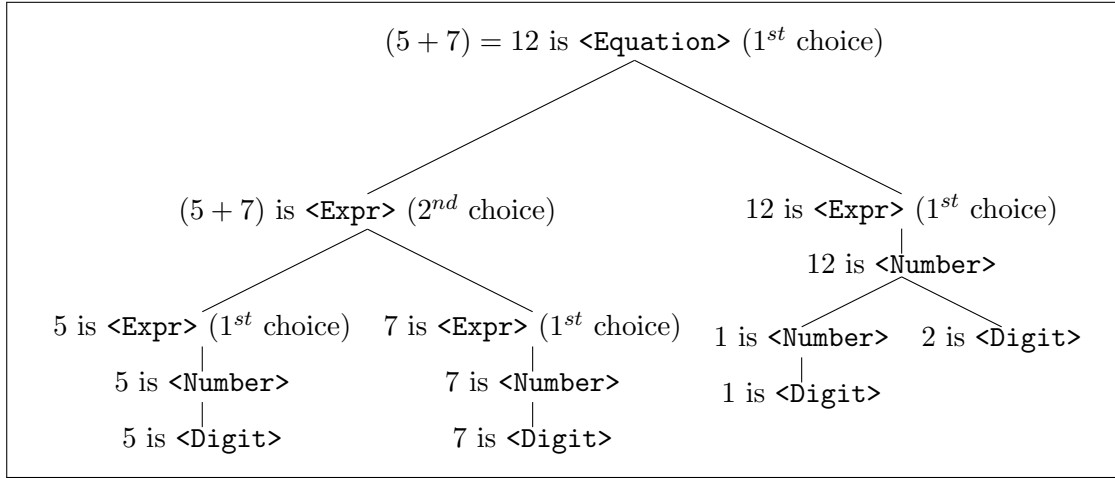 (5 + 7) = 12 is <Equation> (1st choice)
(5 + 7) is <Expr> (2nd choice)
12 is <Expr> (1st choice)
12 is <Number>
5 is <Expr> (1st choice)
7 is <Expr> (1st choice)
1 is <Number>
2 is <Digit>
5 is <Number>
7 is <Number>
1 is <Digit>
5 is <Digit>
7 is <Digit>